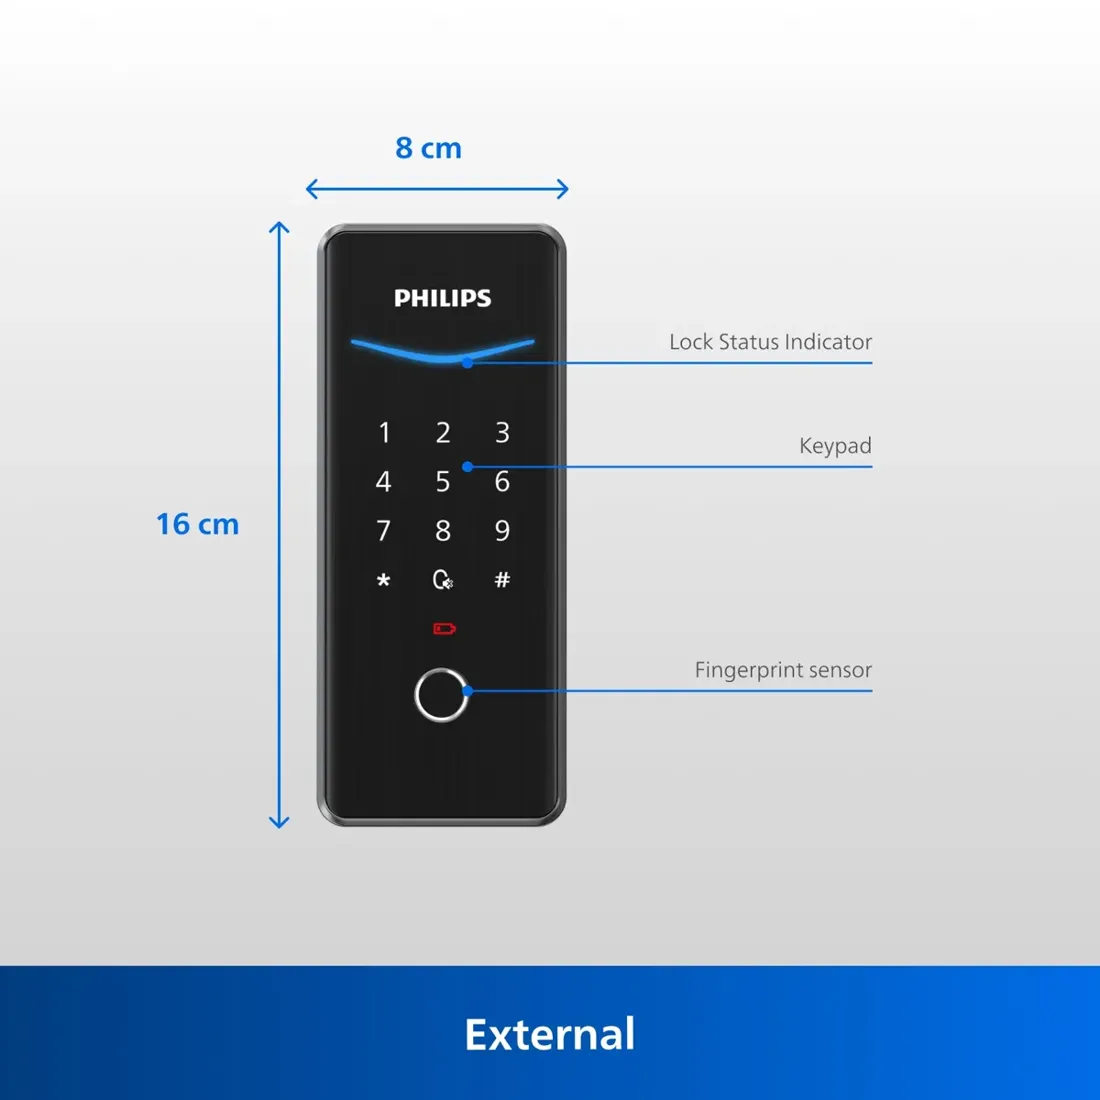 8 cm
PHILIPS
Lock Status Indicator
1 2 3
Keypad
4 5 6
16 cm
7 8 9
* 0 #
Fingerprint sensor
External